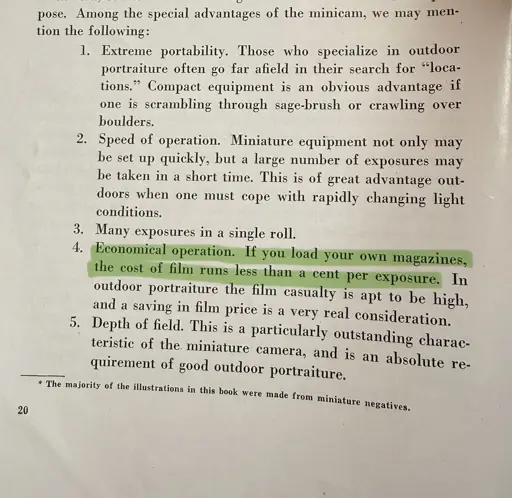 pose. Among the special advantages of the minicam, we may men-
tion the following:
1. Extreme portability. Those who specialize in outdoor
portraiture often go far afield in their search for “loca-
tions.” Compact equipment is an obvious advantage if
one is scrambling through sage-brush or crawling over
boulders.
2. Speed of operation. Miniature equipment not only may
be set up quickly, but a large number of exposures may
be taken in a short time. This is of great advantage out-
doors when one must cope with rapidly changing light
conditions.
3. Many exposures in a single roll.
4. Economical operation. If you load your own magazines,
the cost of film runs less than a cent per exposure. In
outdoor portraiture the film casualty is apt to be high,
and a saving in film price is a very real consideration.
5. Depth of field. This is a particularly outstanding charac-
teristic of the miniature camera, and is an absolute re-
quirement of good outdoor portraiture.
* The majority of the illustrations in this book were made from miniature negatives.
20